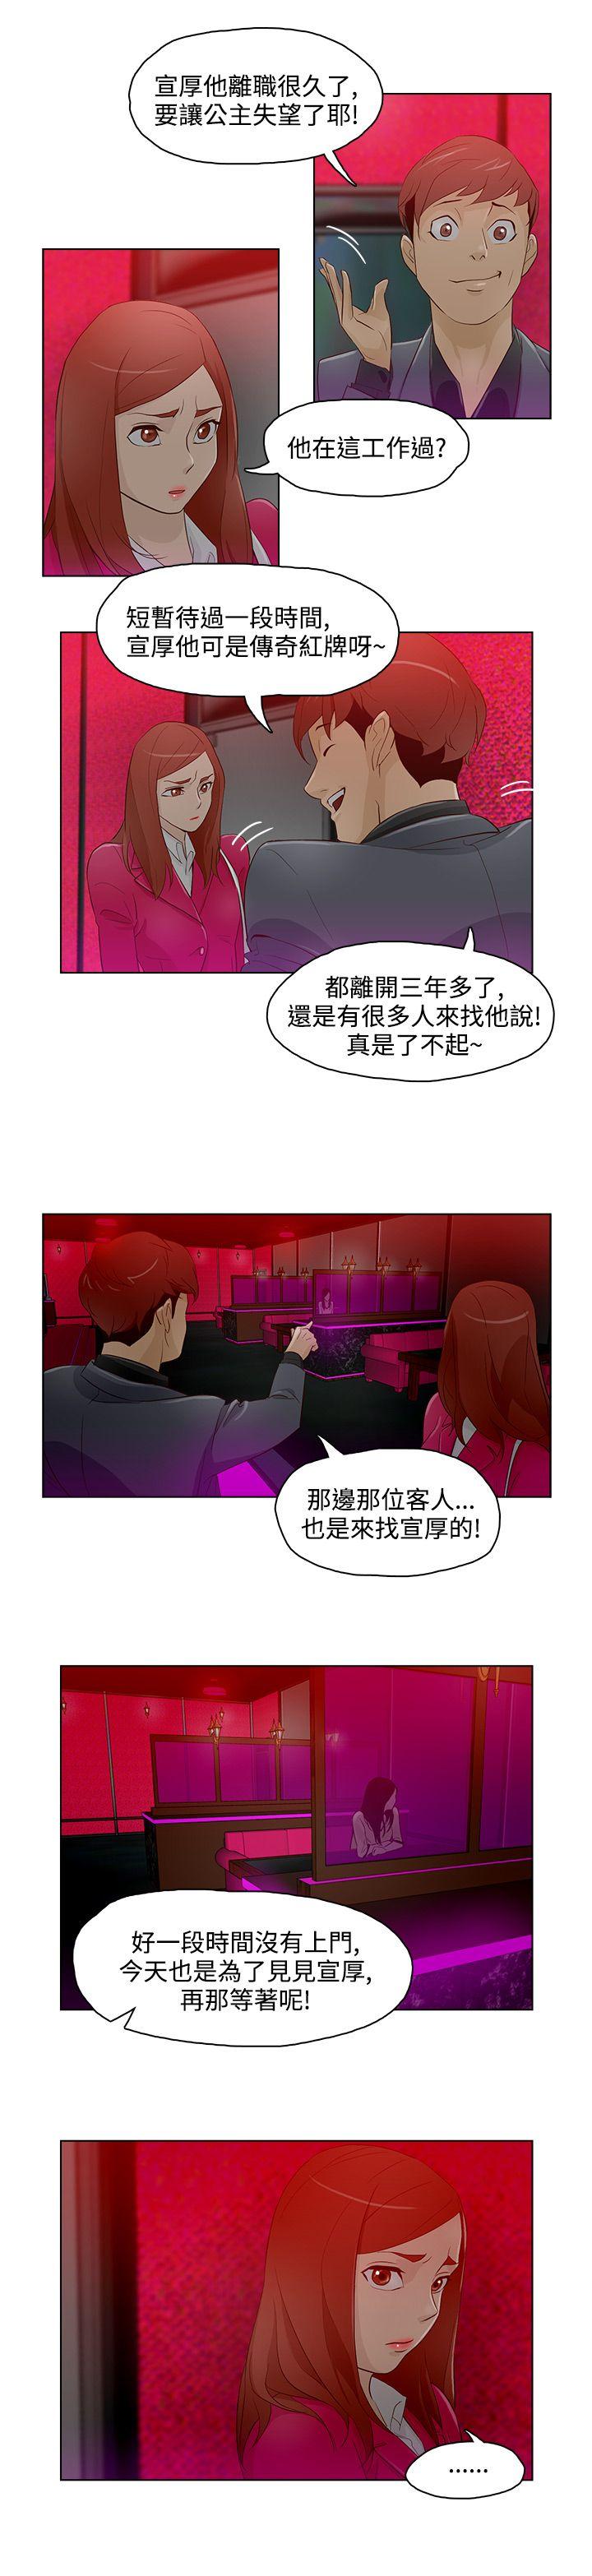 宣厚他離職很久了,
要讓公主失望了耶!
他在這工作過?
短暫待過一段時間,
宣厚他可是傳奇紅牌呀~
都離開三年多了,
還是有很多人來找他說!
真是了不起~
那邊那位客人...
也是來找宣厚的!
好一段時間沒有上門,
今天也是為了見見宣厚,
再那等著呢!
......